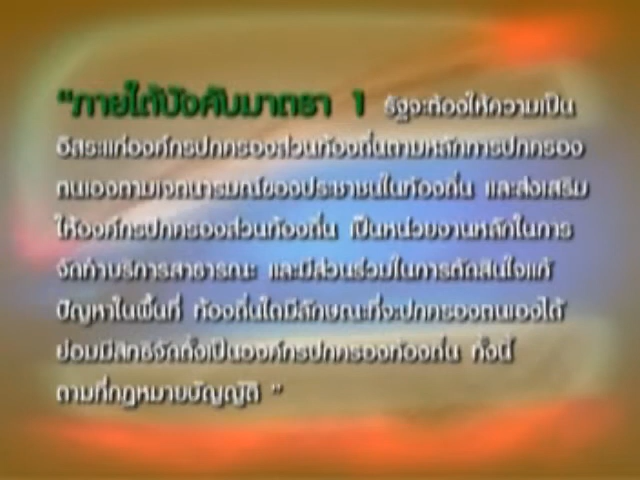 “ภายใต้บังคับมาตรา 1 รัฐจะต้องให้ความเป็น
อิสระแก่องค์กรปกครองส่วนท้องถิ่นตามหลักการปกครอง
ตนเองตามเจตนารมณ์ของประชาชนในท้องถิ่น และส่งเสริม
ให้องค์กรปกครองส่วนท้องถิ่น เป็นหน่วยงานหลักในการ
จัดทำบริการสาธารณะ และมีส่วนร่วมในการตัดสินใจแก้
ปัญหาในพื้นที่ ท้องถิ่นใดมีลักษณะที่จะปกครองตนเองได้
ย่อมมีสิทธิจัดตั้งเป็นองค์กรปกครองท้องถิ่น ทั้งนี้
ตามที่กฎหมายบัญญัติ ”